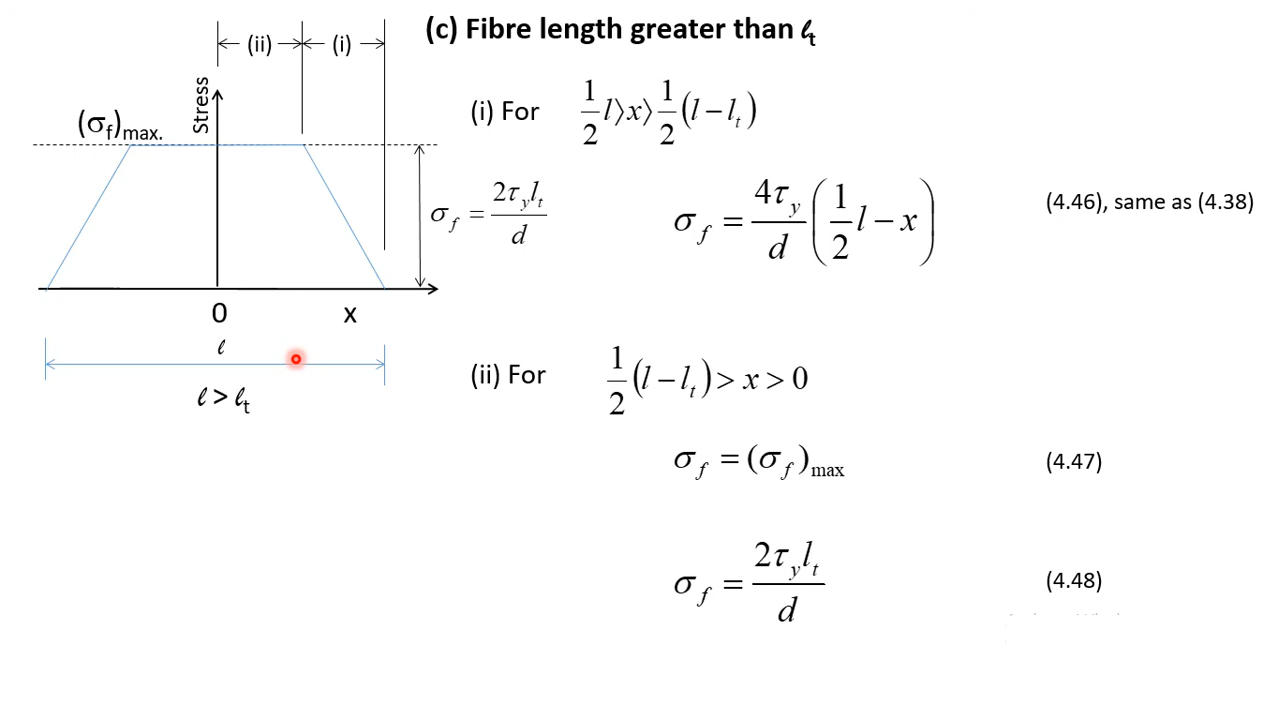 (c) Fibre length greater than ℓt
(ii) (i)
Stress
(σf)max.
σf = 2τy lt / d
0 x
ℓ
ℓ > ℓt
(i) For 1/2 l⟩x⟩ 1/2 (l − lt)
σf = 4τy / d (1/2 l − x) (4.46), same as (4.38)
(ii) For 1/2 (l − lt) > x > 0
σf = (σf)max (4.47)
σf = 2τy lt / d (4.48)